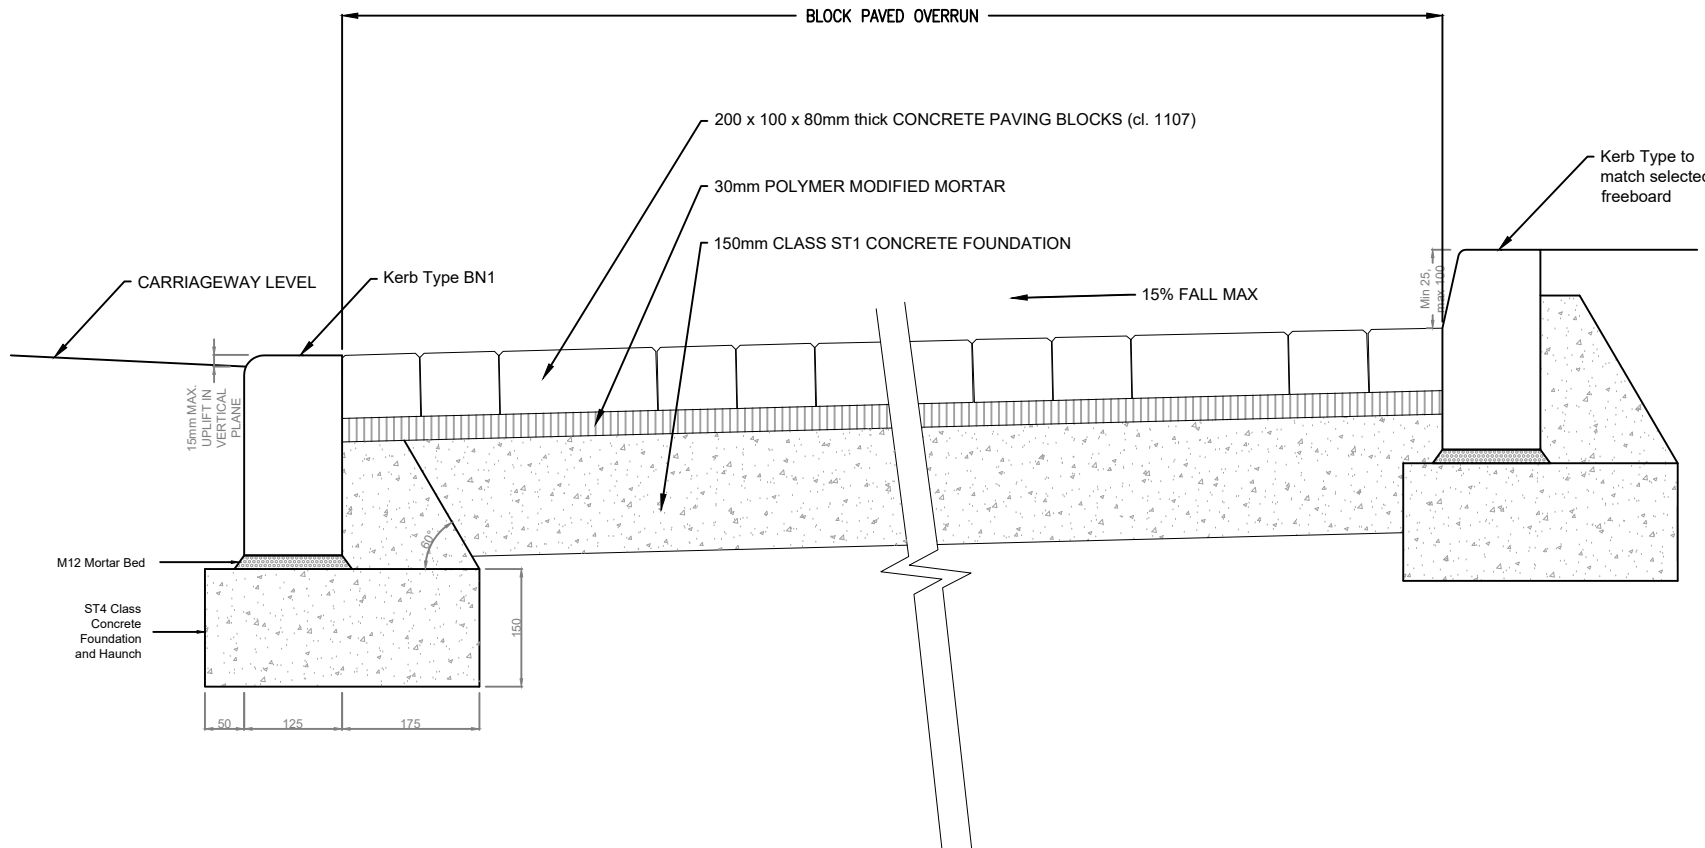 BLOCK PAVED OVERRUN
200 x 100 x 80mm thick CONCRETE PAVING BLOCKS (cl. 1107)
30mm POLYMER MODIFIED MORTAR
150mm CLASS ST1 CONCRETE FOUNDATION
Kerb Type to
match selected
freeboard
CARRIAGEWAY LEVEL
Kerb Type BN1
15% FALL MAX
Min 25,
max 100
15mm MAX.
UPLIFT IN
VERTICAL
PLANE
60°
M12 Mortar Bed
ST4 Class
Concrete
Foundation
and Haunch
150
50
125
175